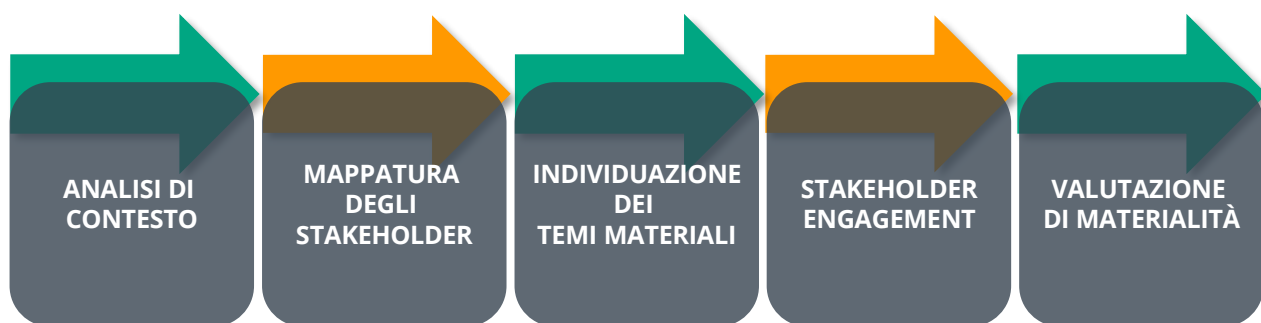 ANALISI DI
CONTESTO
MAPPATURA
DEGLI
STAKEHOLDER
INDIVIDUAZIONE
DEI
TEMI MATERIALI
STAKEHOLDER
ENGAGEMENT
VALUTAZIONE
DI MATERIALITÀ